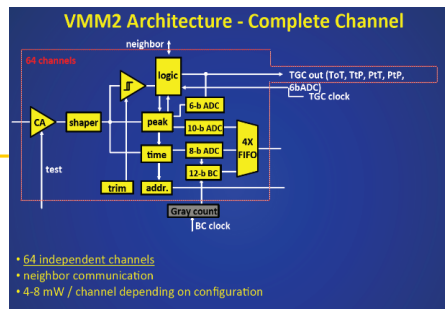 VMM2 Architecture - Complete Channel
neighbor
64 channels
logic
TGC out (ToT, TtP, PtT, PtP,
6bADC)
TGC clock
6-b ADC
CA
shaper
peak
10-b ADC
4X
FIFO
time
8-b ADC
12-b BC
test
trim
addr.
Gray count
BC clock
• 64 independent channels
• neighbor communication
• 4-8 mW / channel depending on configuration